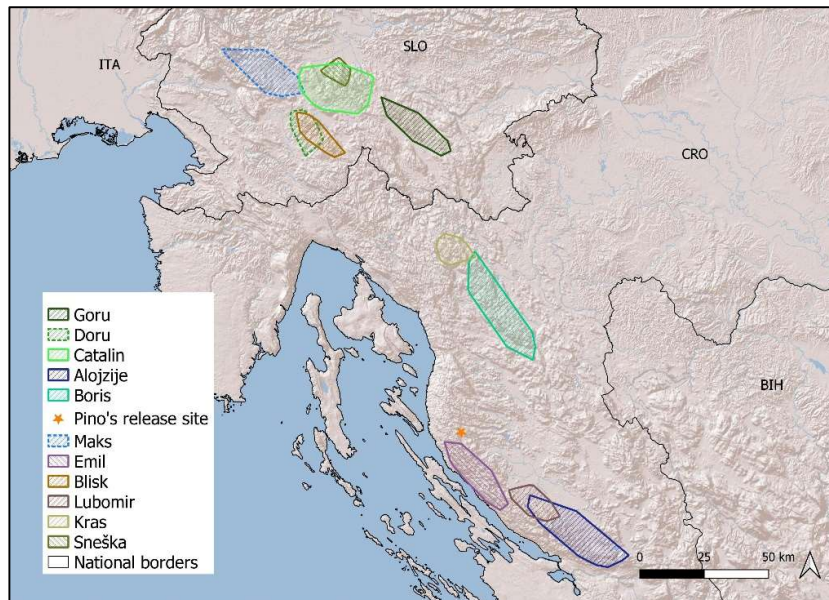 SLO
ITA
CRO
BIH
Goru
Doru
Catalin
Alojzije
Boris
Pino's release site
Maks
Emil
Blisk
Lubomir
Kras
Sneška
National borders
0 25 50 km